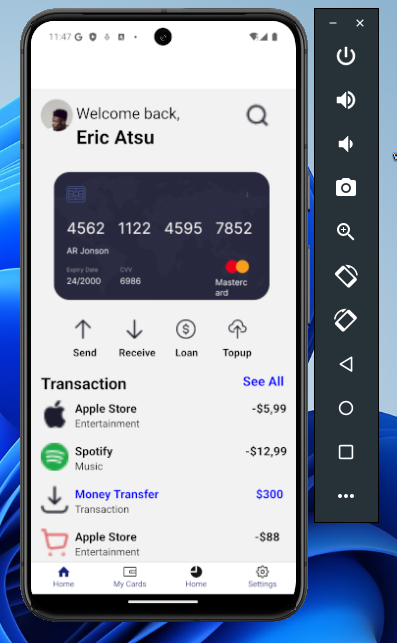 11:47
Welcome back,
Eric Atsu
4562 1122 4595 7852
AR Jonson
Expiry Date CVV
24/2000 6986
Masterc
ard
Send Receive Loan Topup
Transaction See All
Apple Store -$5,99
Entertainment
Spotify -$12,99
Music
Money Transfer $300
Transaction
Apple Store -$88
Entertainment
Home My Cards Home Settings